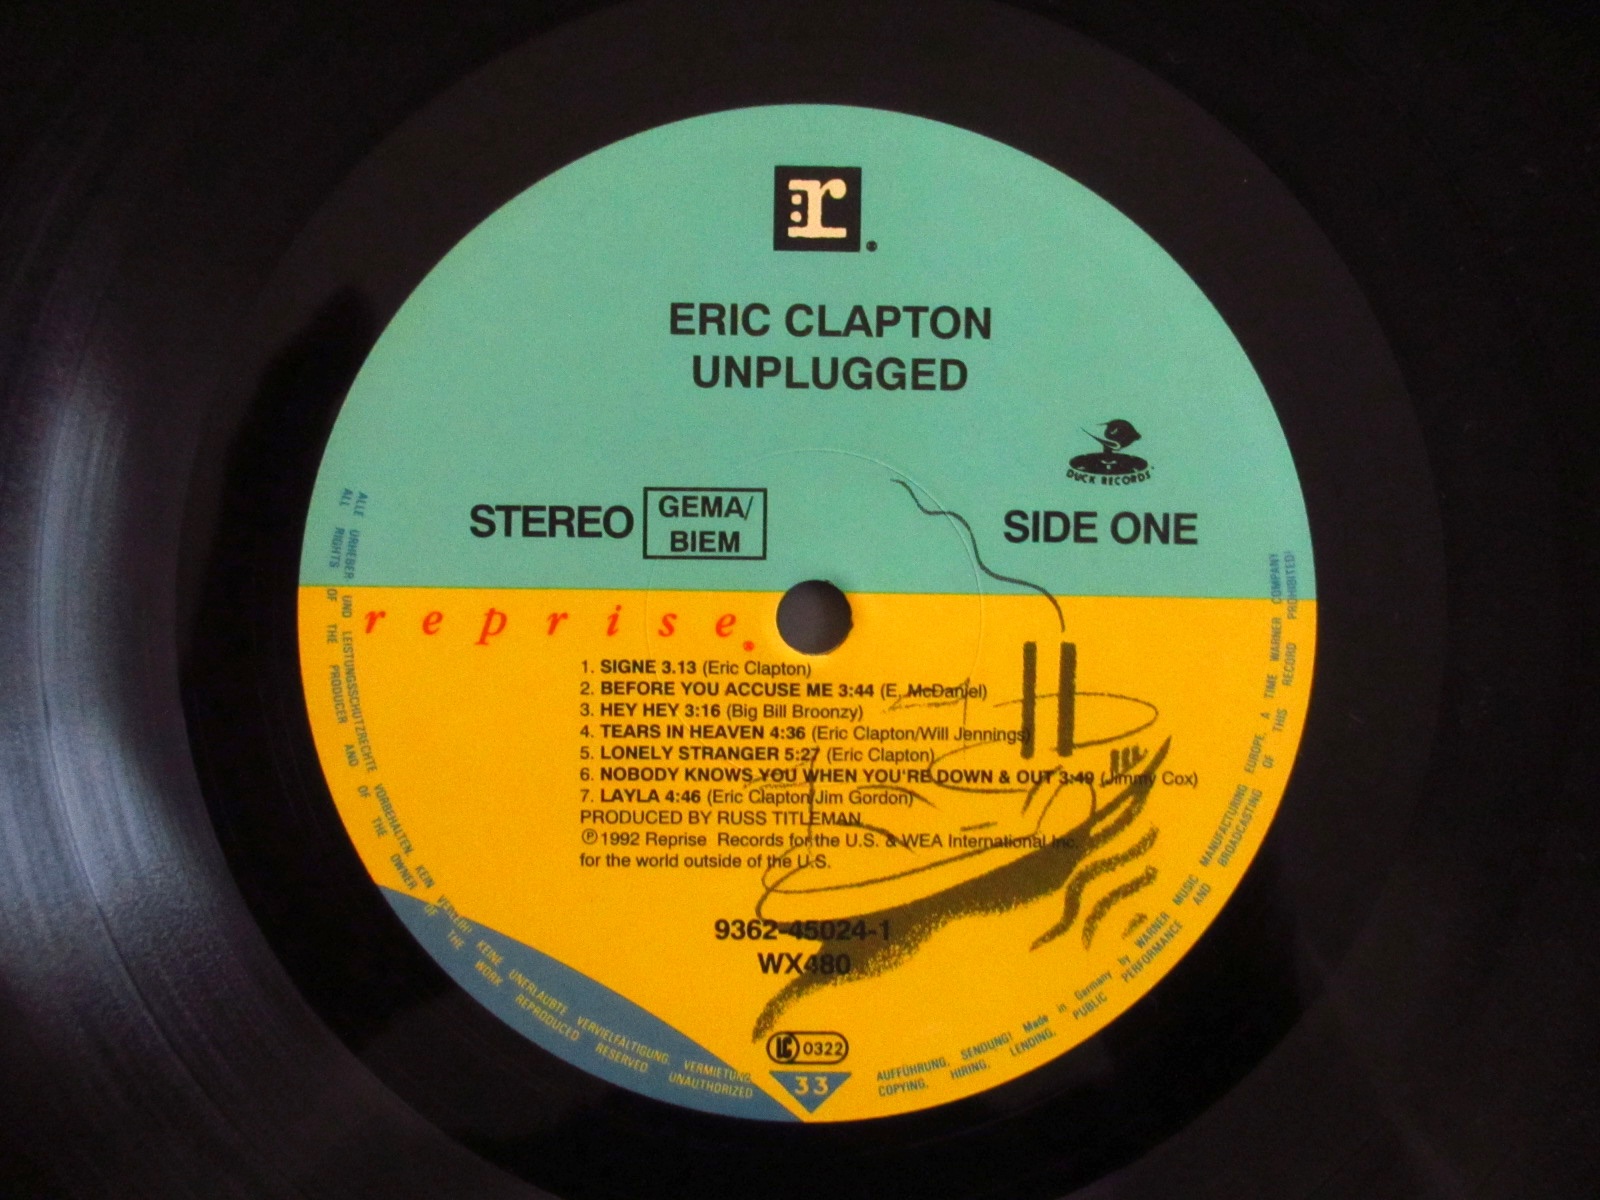 r
ERIC CLAPTON
UNPLUGGED
DUCK RECORDS
STEREO
GEMA/
BIEM
SIDE ONE
reprise
1. SIGNE 3.13 (Eric Clapton)
2. BEFORE YOU ACCUSE ME 3:44 (E. McDaniel)
3. HEY HEY 3:16 (Big Bill Broonzy)
4. TEARS IN HEAVEN 4:36 (Eric Clapton/Will Jennings)
5. LONELY STRANGER 5:27 (Eric Clapton)
6. NOBODY KNOWS YOU WHEN YOU'RE DOWN & OUT 3:49 (Jimmy Cox)
7. LAYLA 4:46 (Eric Clapton/Jim Gordon)
PRODUCED BY RUSS TITLEMAN
℗1992 Reprise Records for the U.S. & WEA International Inc.
for the world outside of the U.S.
9362-45024-1
WX480
LC 0322
33
ALLE URHEBER UND LEISTUNGSSCHUTZRECHTE VORBEHALTEN. KEIN VERLEIH! KEINE UNERLAUBTE VERVIELFÄLTIGUNG, VERMIETUNG, AUFFÜHRUNG, SENDUNG! Made in Germany by WARNER MUSIC MANUFACTURING EUROPE. A TIME WARNER COMPANY
ALL RIGHTS OF THE PRODUCER AND OF THE OWNER OF THE WORK REPRODUCED RESERVED UNAUTHORIZED COPYING, HIRING, LENDING, PUBLIC PERFORMANCE AND BROADCASTING OF THIS RECORD PROHIBITED!